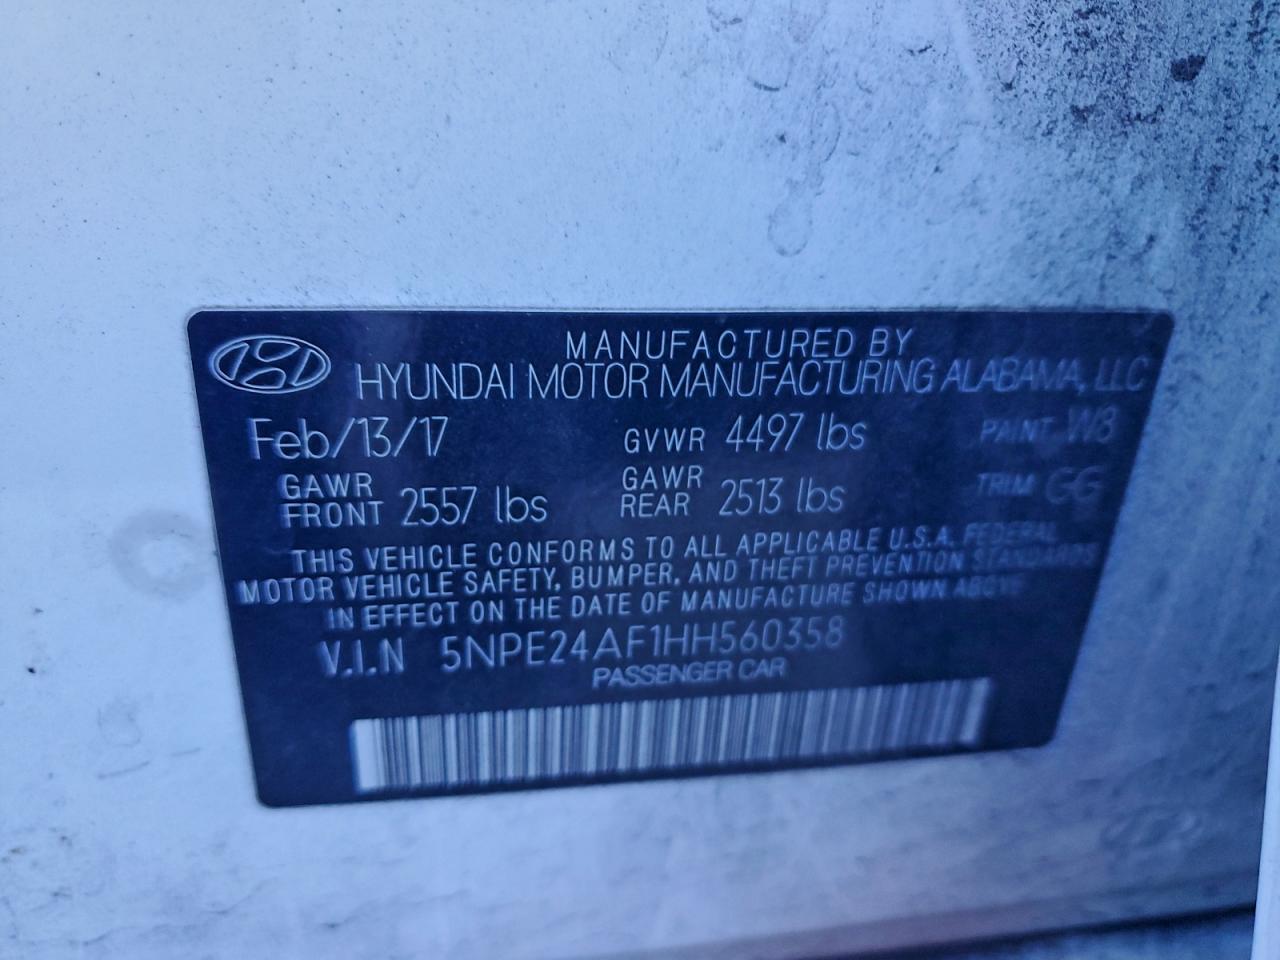 MANUFACTURED BY
HYUNDAI MOTOR MANUFACTURING ALABAMA, LLC
Feb/13/17 GVWR 4497 lbs PAINT W8
GAWR FRONT 2557 lbs GAWR REAR 2513 lbs TRIM GG
THIS VEHICLE CONFORMS TO ALL APPLICABLE U.S.A. FEDERAL
MOTOR VEHICLE SAFETY, BUMPER, AND THEFT PREVENTION STANDARDS
IN EFFECT ON THE DATE OF MANUFACTURE SHOWN ABOVE
V.I.N 5NPE24AF1HH560358
PASSENGER CAR